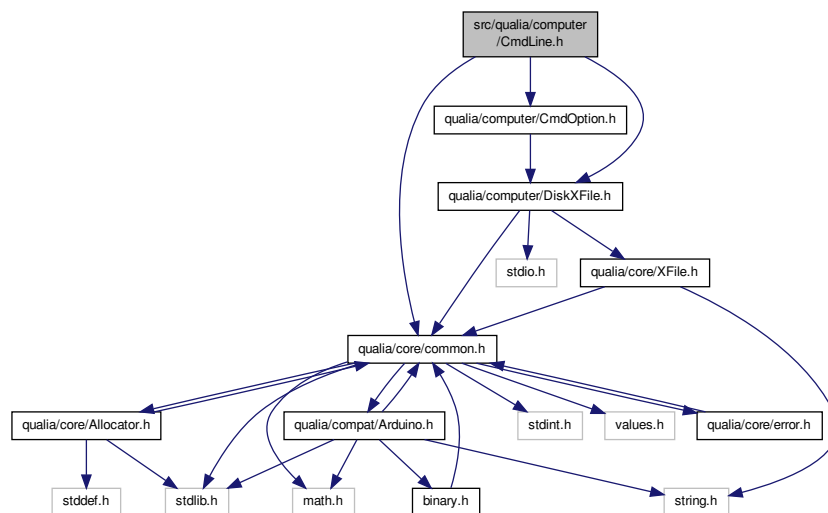 src/qualia/computer
/CmdLine.h
qualia/computer/CmdOption.h
qualia/computer/DiskXFile.h
stdio.h
qualia/core/XFile.h
qualia/core/common.h
qualia/core/Allocator.h
qualia/compat/Arduino.h
stdint.h
values.h
qualia/core/error.h
stddef.h
stdlib.h
math.h
binary.h
string.h